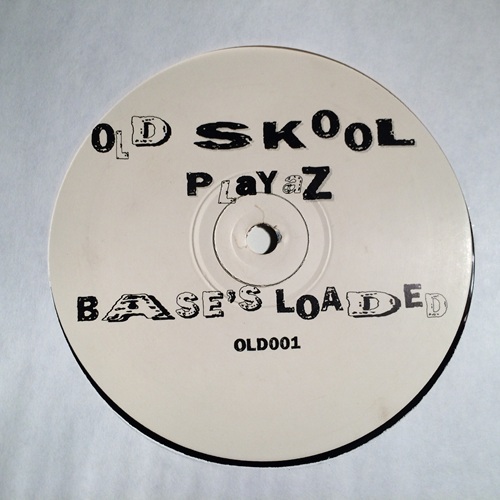 OLD SKOOL
PLaYaZ
BASE'S LOADED
OLD001